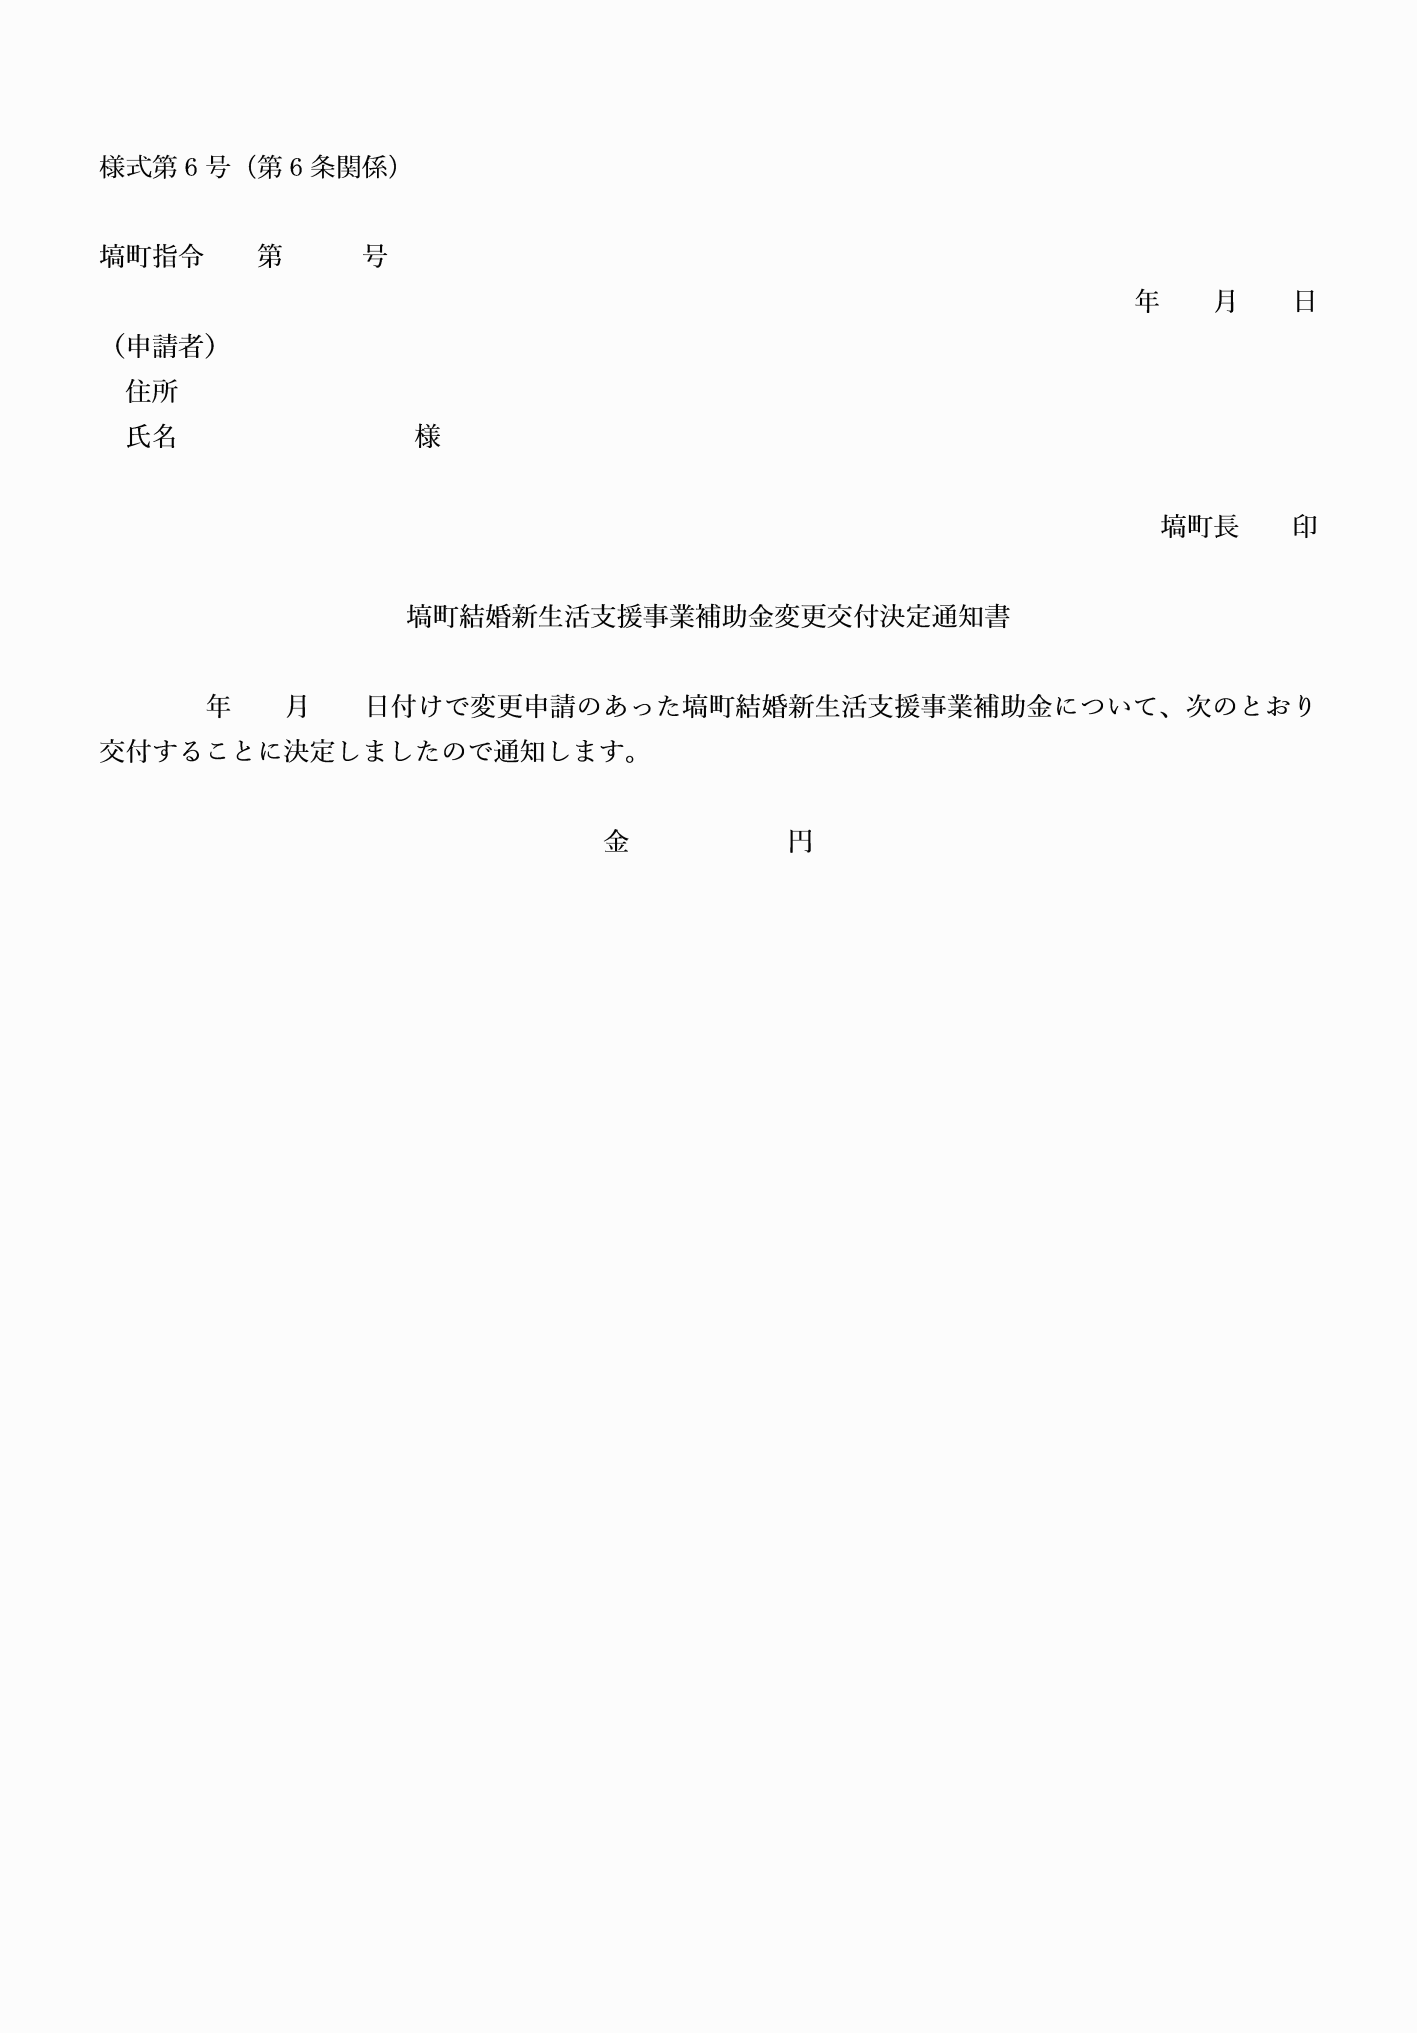 様式第6号（第6条関係）
塙町指令　　第　　　号
年　　月　　日
（申請者）
住所
氏名　　　　　　　　　様
塙町長　　印
塙町結婚新生活支援事業補助金変更交付決定通知書
年　　月　　日付けで変更申請のあった塙町結婚新生活支援事業補助金について、次のとおり
交付することに決定しましたので通知します。
金　　　　　　円